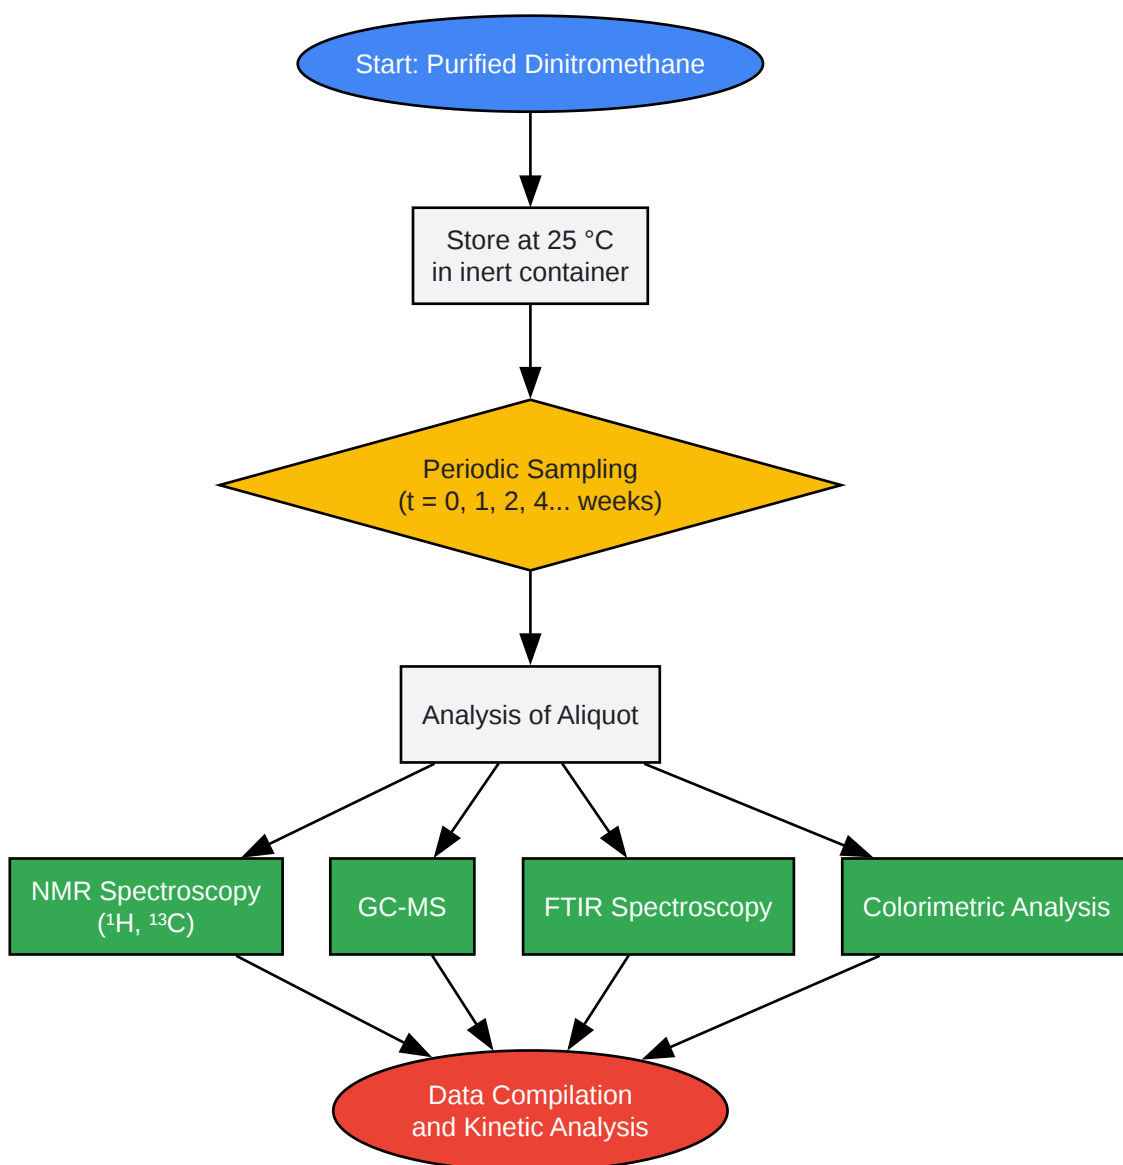 Start: Purified Dinitromethane
Store at 25 °C
in inert container
Periodic Sampling
(t = 0, 1, 2, 4... weeks)
Analysis of Aliquot
NMR Spectroscopy
(¹H, ¹³C)
GC-MS
FTIR Spectroscopy
Colorimetric Analysis
Data Compilation
and Kinetic Analysis